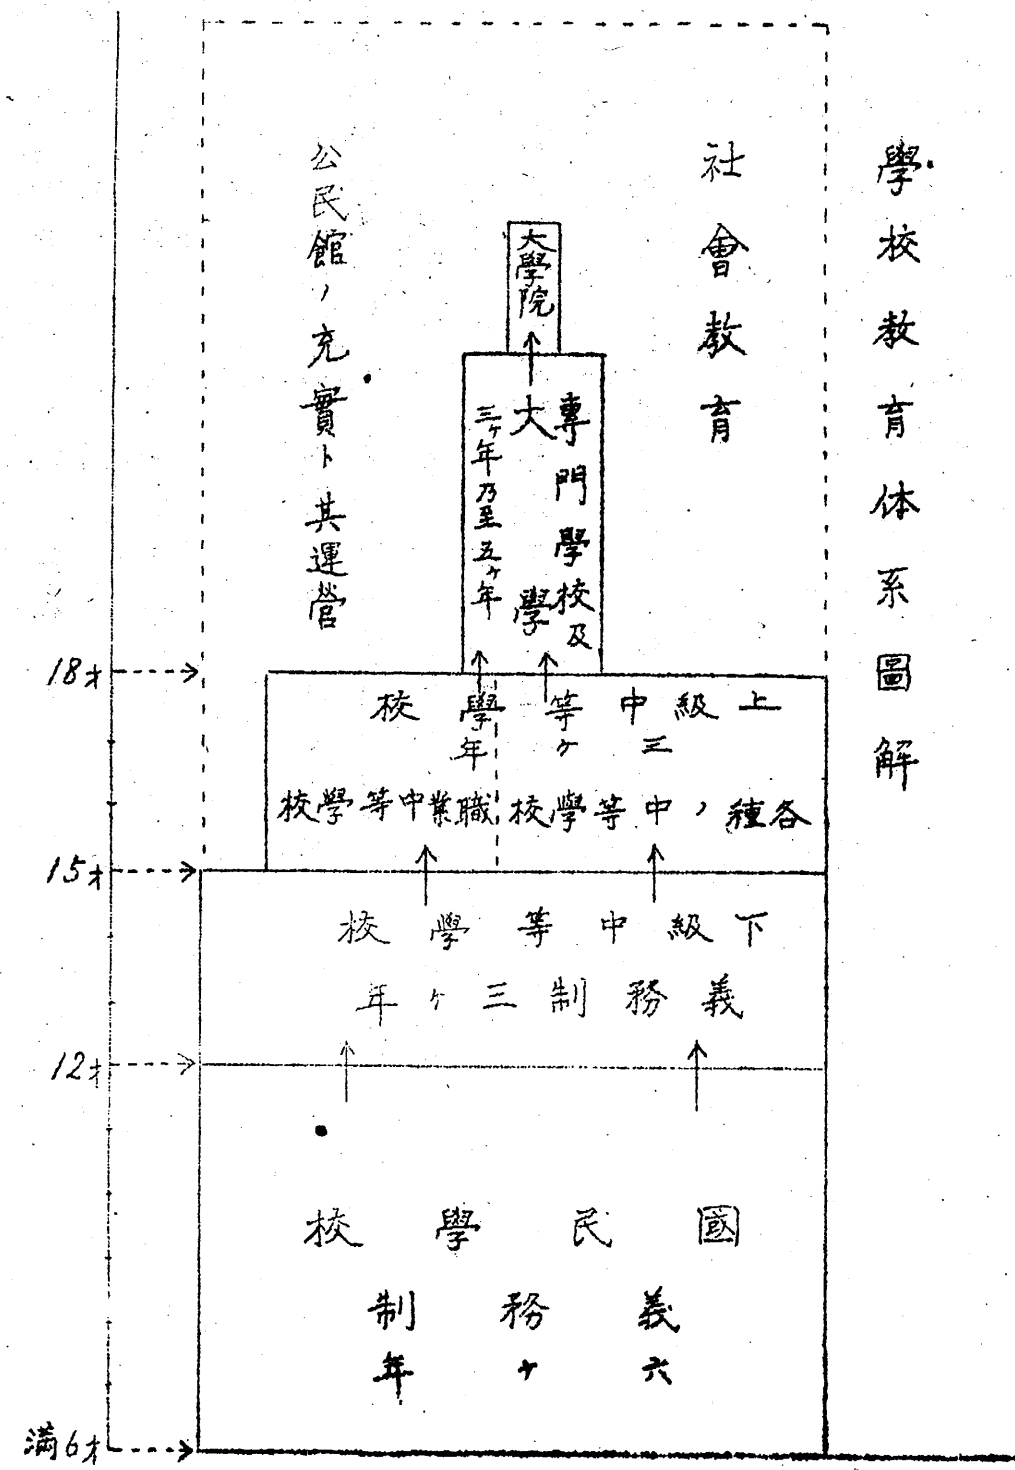 學校教育体系圖解
社會教育
公民館ノ充實ト其運營
大學院
專門學校及
大學
三ヶ年乃至五ヶ年
上級中等學校
三ヶ年
各種ノ中等學校
職業中等學校
下級中等學校
義務制三ヶ年
國民學校
義務制
六ヶ年
18才
15才
12才
満6才